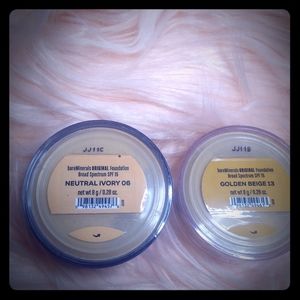 JJ11C
bareMinerals ORIGINAL Foundation
Broad Spectrum SPF 15
NEUTRAL IVORY 06
net wt 8 g / 0.28 oz.
JJ11B
bareMinerals ORIGINAL Foundation
Broad Spectrum SPF 15
GOLDEN BEIGE 13
net wt 8 g / 0.28 oz.